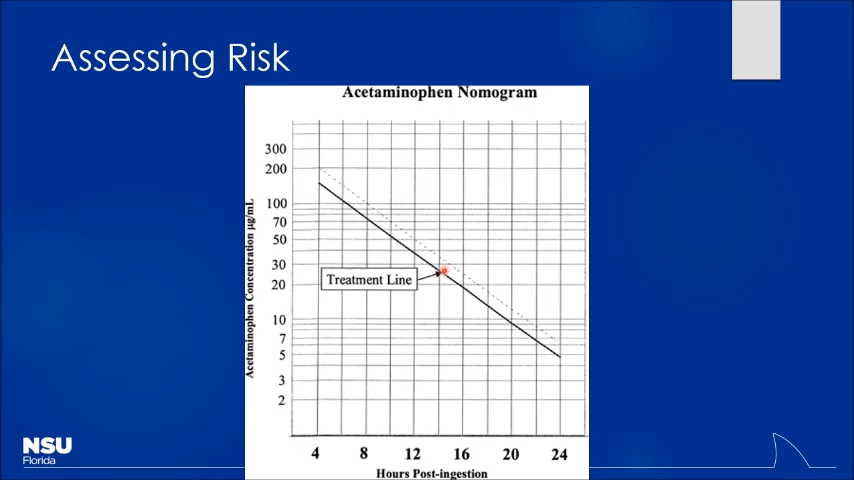 Assessing Risk
Acetaminophen Nomogram
Acetaminophen Concentration µg/mL
300
200
100
70
50
30
20
10
7
5
3
2
Treatment Line
4 8 12 16 20 24
Hours Post-ingestion
NSU
Florida